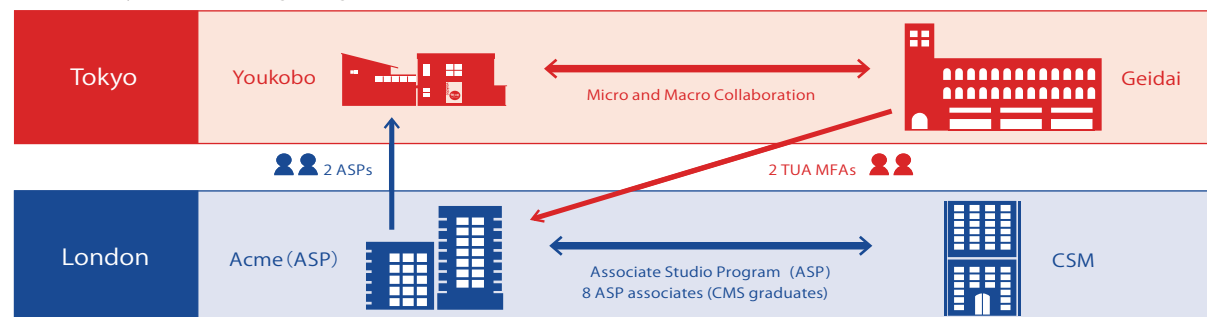 Tokyo
Youkobo
Micro and Macro Collaboration
Geidai
2 ASPs
2 TUA MFAs
London
Acme（ASP）
Associate Studio Program（ASP）
8 ASP associates (CMS graduates)
CSM